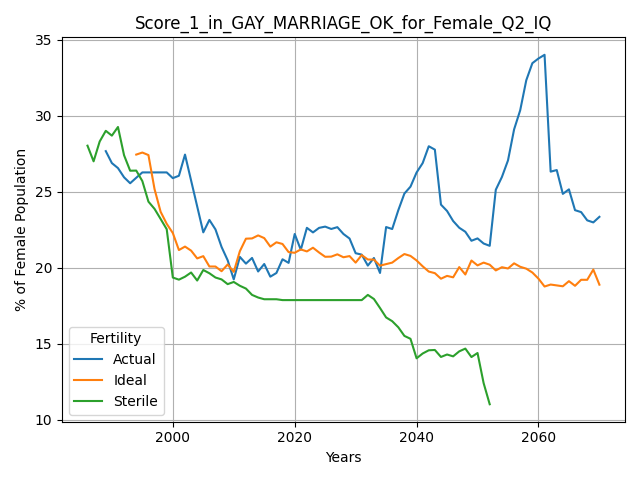 Score_1_in_GAY_MARRIAGE_OK_for_Female_Q2_IQ
% of Female Population
35
30
25
20
15
10
Fertility
Actual
Ideal
Sterile
2000
2020
2040
2060
Years